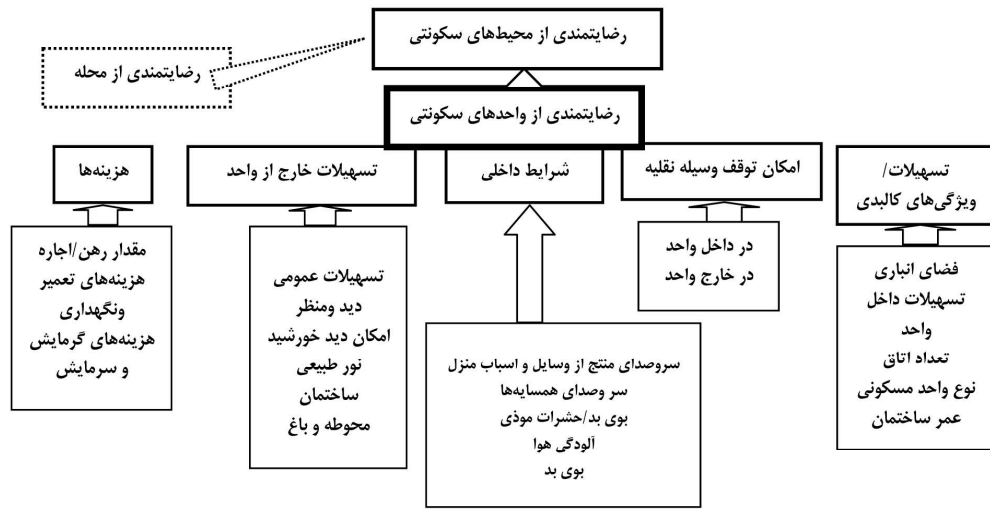 رضایتمندی از محیط‌های سکونتی
رضایتمندی از محله
رضایتمندی از واحدهای سکونتی
تسهیلات/
ویژگی‌های کالبدی
امکان توقف وسیله نقلیه
شرایط داخلی
تسهیلات خارج از واحد
هزینه‌ها
فضای انباری
تسهیلات داخل
واحد
تعداد اتاق
نوع واحد مسکونی
عمر ساختمان
در داخل واحد
در خارج واحد
سروصدای منتج از وسایل و اسباب منزل
سر وصدای همسایه‌ها
بوی بد/حشرات موذی
آلودگی هوا
بوی بد
تسهیلات عمومی
دید ومنظر
امکان دید خورشید
نور طبیعی
ساختمان
محوطه و باغ
مقدار رهن/اجاره
هزینه‌های تعمیر
ونگهداری
هزینه‌های گرمایش
و سرمایش